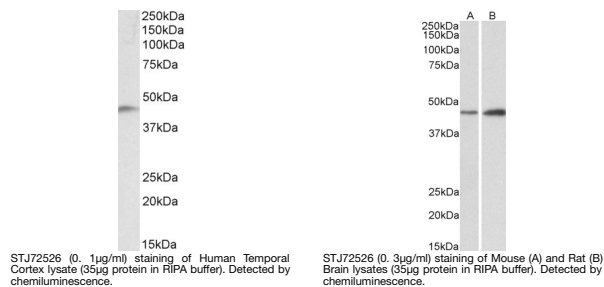 250kDa
150kDa
100kDa
75kDa
50kDa
37kDa
25kDa
20kDa
15kDa
STJ72526 (0. 1µg/ml) staining of Human Temporal
Cortex lysate (35µg protein in RIPA buffer). Detected by
chemiluminescence.
A B
250kDa
150kDa
100kDa
75kDa
50kDa
37kDa
25kDa
20kDa
15kDa
STJ72526 (0. 3µg/ml) staining of Mouse (A) and Rat (B)
Brain lysates (35µg protein in RIPA buffer). Detected by
chemiluminescence.